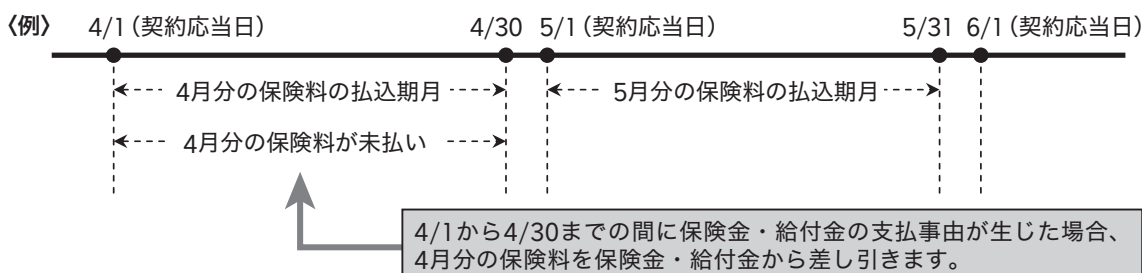 〈例〉 4/1(契約応当日) 4/30 5/1(契約応当日) 5/31 6/1(契約応当日)
4月分の保険料の払込期月 5月分の保険料の払込期月
4月分の保険料が未払い
4/1から4/30までの間に保険金・給付金の支払事由が生じた場合、
4月分の保険料を保険金・給付金から差し引きます。